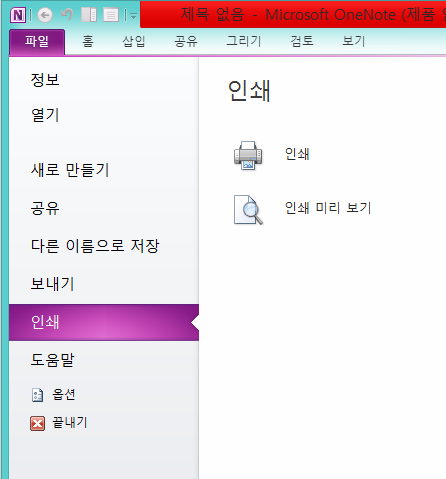 제목 없음 - Microsoft OneNote (제품
파일 홈 삽입 공유 그리기 검토 보기
정보
열기
새로 만들기
공유
다른 이름으로 저장
보내기
인쇄
도움말
옵션
끝내기
인쇄
인쇄
인쇄 미리 보기